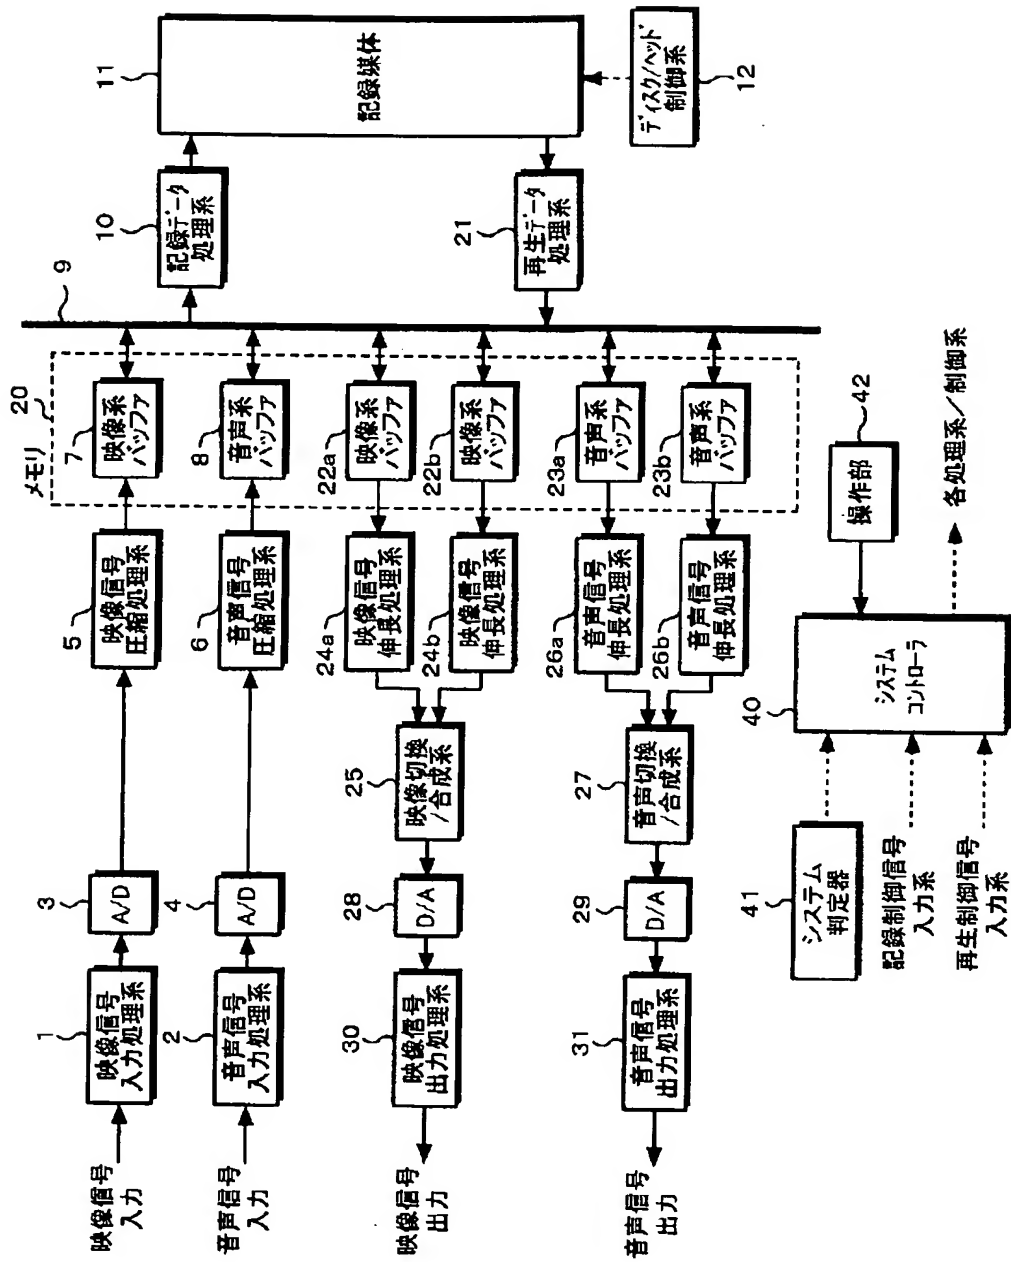 映像信号
入力
1
映像信号
入力処理系
3
A/D
5
映像信号
圧縮処理系
メモリ
20
7
映像系
バッファ
9
10
記録データ
処理系
11
記録媒体
音声信号
入力
2
音声信号
入力処理系
4
A/D
6
音声信号
圧縮処理系
8
音声系
バッファ
映像信号
出力
30
映像信号
出力処理系
28
D/A
25
映像切換
/合成系
24a
映像信号
伸長処理系
22a
映像系
バッファ
24b
映像信号
伸長処理系
22b
映像系
バッファ
21
再生データ
処理系
ディスク/ヘッド
制御系
12
音声信号
出力
31
音声信号
出力処理系
29
D/A
27
音声切換
/合成系
26a
音声信号
伸長処理系
23a
音声系
バッファ
26b
音声信号
伸長処理系
23b
音声系
バッファ
41
システム
判定器
記録制御信号
入力系
再生制御信号
入力系
40
システム
コントローラ
操作部
42
各処理系/制御系